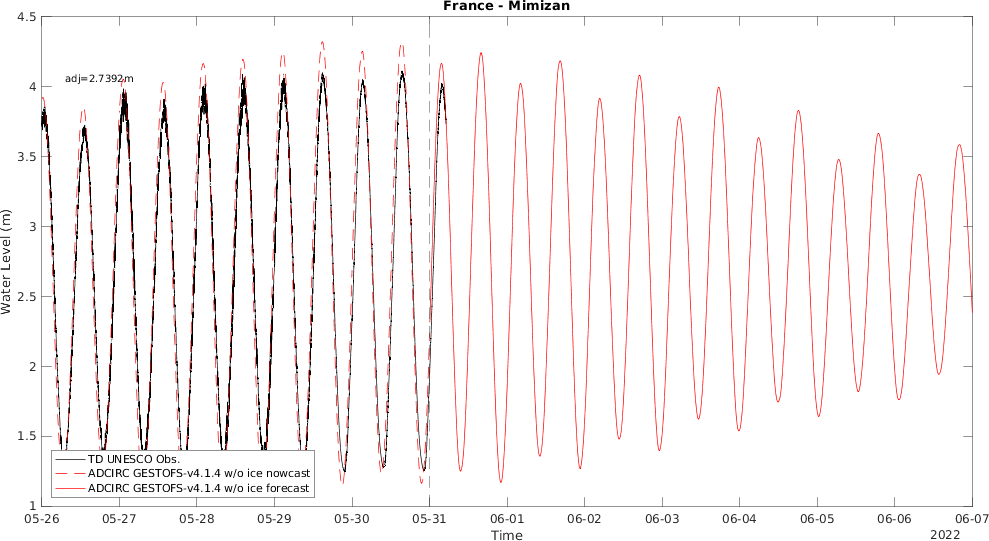 France - Mimizan
4.5
adj=2.7392m
4
3.5
3
2.5
2
1.5
1
Water Level (m)
TD UNESCO Obs.
ADCIRC GESTOFS-v4.1.4 w/o ice nowcast
ADCIRC GESTOFS-v4.1.4 w/o ice forecast
05-26 05-27 05-28 05-29 05-30 05-31 06-01 06-02 06-03 06-04 06-05 06-06 06-07
Time
2022